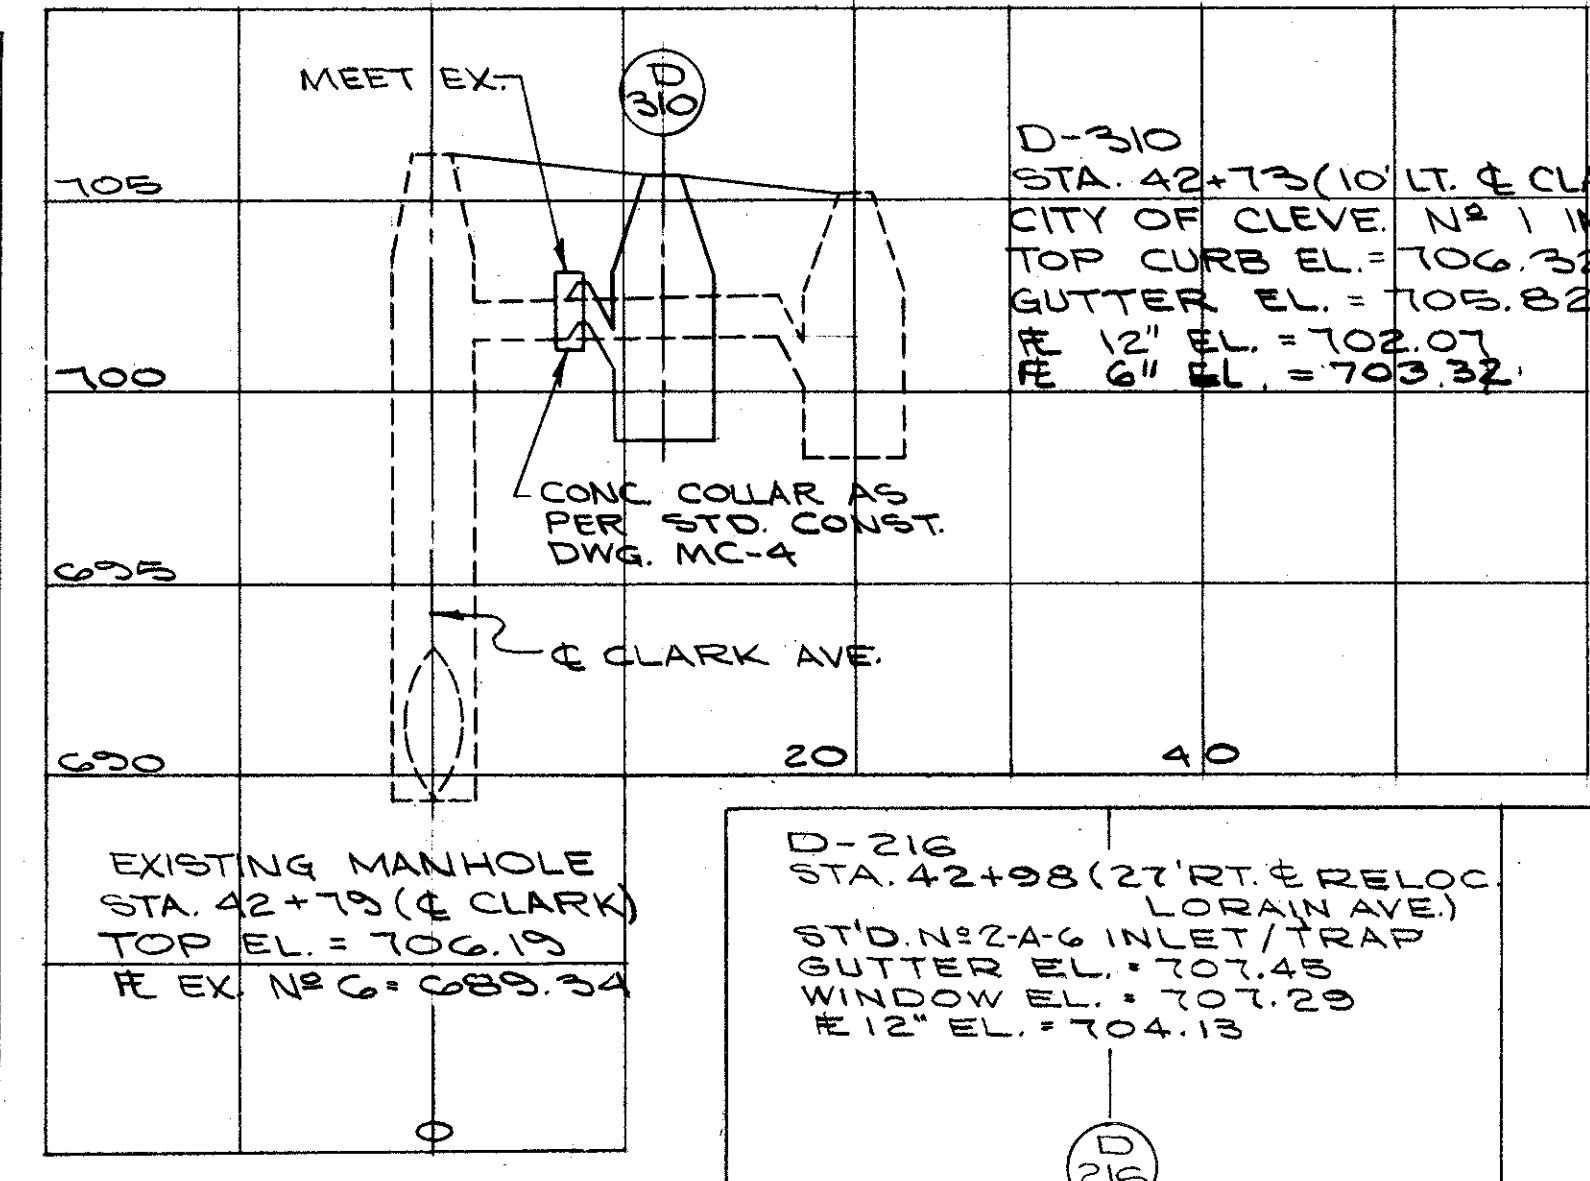 MEET EX.
D
310
D-310
STA. 42+73 (10' LT. ℄ CLA
CITY OF CLEVE. Nº 1 I
TOP CURB EL. = 706.32
GUTTER EL. = 705.82
₶ 12" EL. = 702.07
₶ 6" EL. = 703.32
705
700
CONC. COLLAR AS
PER STD. CONST.
DWG. MC-4
695
℄ CLARK AVE.
690
20
40
EXISTING MANHOLE
STA. 42+79 (℄ CLARK)
TOP EL. = 706.19
₶ EX. Nº 6 = 689.34
0
D-216
STA. 42+98 (27' RT. ℄ RELOC.
LORAIN AVE.)
ST'D. Nº 2-A-6 INLET/TRAP
GUTTER EL. = 707.45
WINDOW EL. = 707.29
₶ 12" EL. = 704.13
D
216